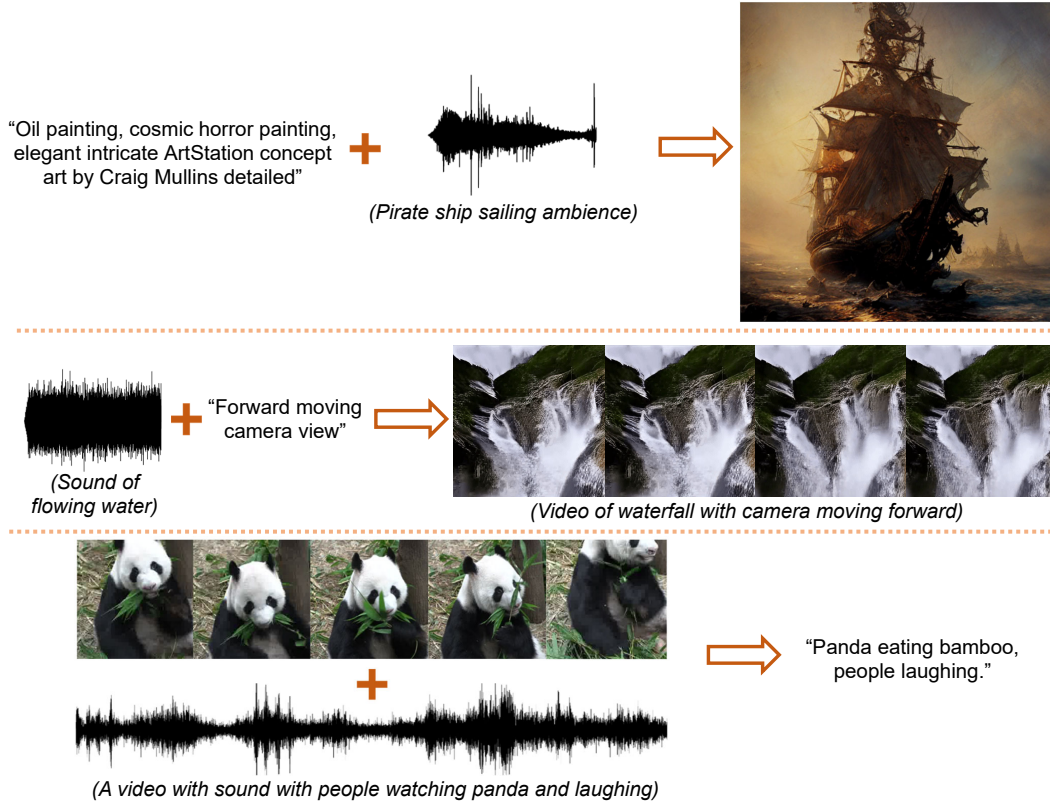 “Oil painting, cosmic horror painting,
elegant intricate ArtStation concept
art by Craig Mullins detailed”
(Pirate ship sailing ambience)
(Sound of
flowing water)
“Forward moving
camera view”
(Video of waterfall with camera moving forward)
“Panda eating bamboo,
people laughing.”
(A video with sound with people watching panda and laughing)